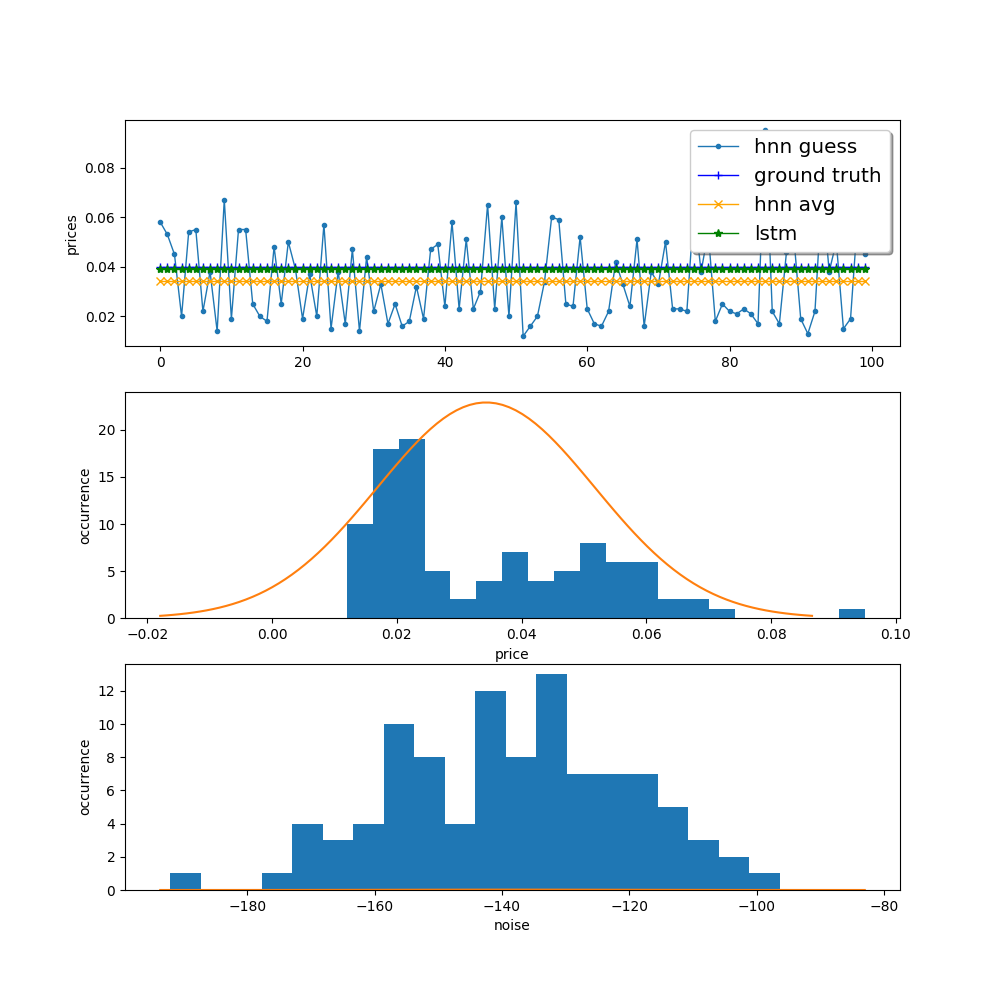 hnn guess
ground truth
hnn avg
lstm
prices
0.08
0.06
0.04
0.02
0 20 40 60 80 100
occurrence
20
15
10
5
0
−0.02 0.00 0.02 0.04 0.06 0.08 0.10
price
occurrence
12
10
8
6
4
2
0
−180 −160 −140 −120 −100 −80
noise